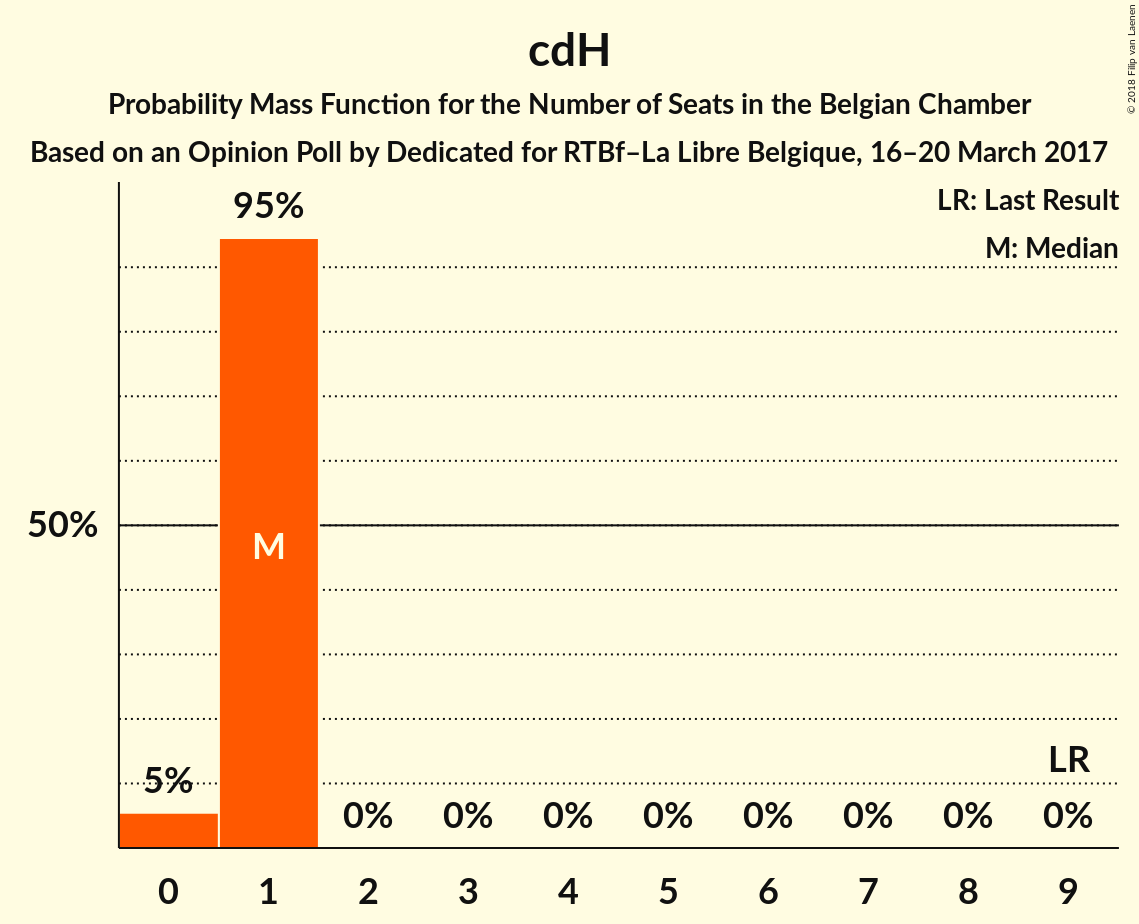 cdH
Probability Mass Function for the Number of Seats in the Belgian Chamber
Based on an Opinion Poll by Dedicated for RTBf–La Libre Belgique, 16–20 March 2017
© 2018 Filip van Laenen
LR: Last Result
M: Median
95%
50%
M
5%
LR
0% 0% 0% 0% 0% 0% 0% 0%
0 1 2 3 4 5 6 7 8 9